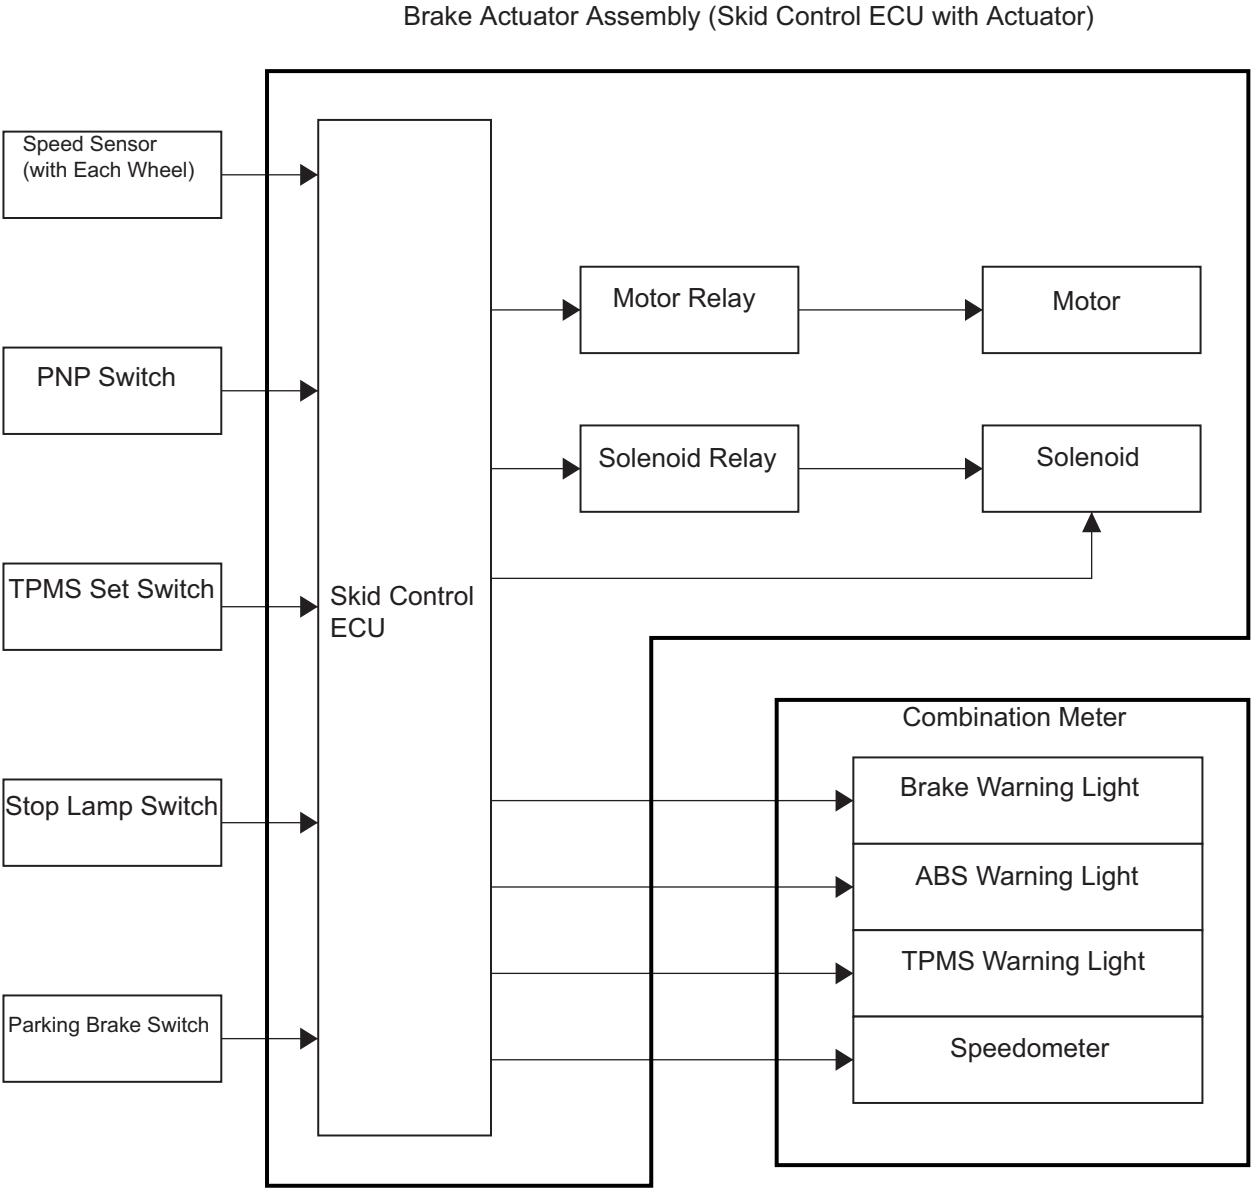 Brake Actuator Assembly (Skid Control ECU with Actuator)
Speed Sensor
(with Each Wheel)
PNP Switch
TPMS Set Switch
Stop Lamp Switch
Parking Brake Switch
Skid Control
ECU
Motor Relay
Motor
Solenoid Relay
Solenoid
Combination Meter
Brake Warning Light
ABS Warning Light
TPMS Warning Light
Speedometer